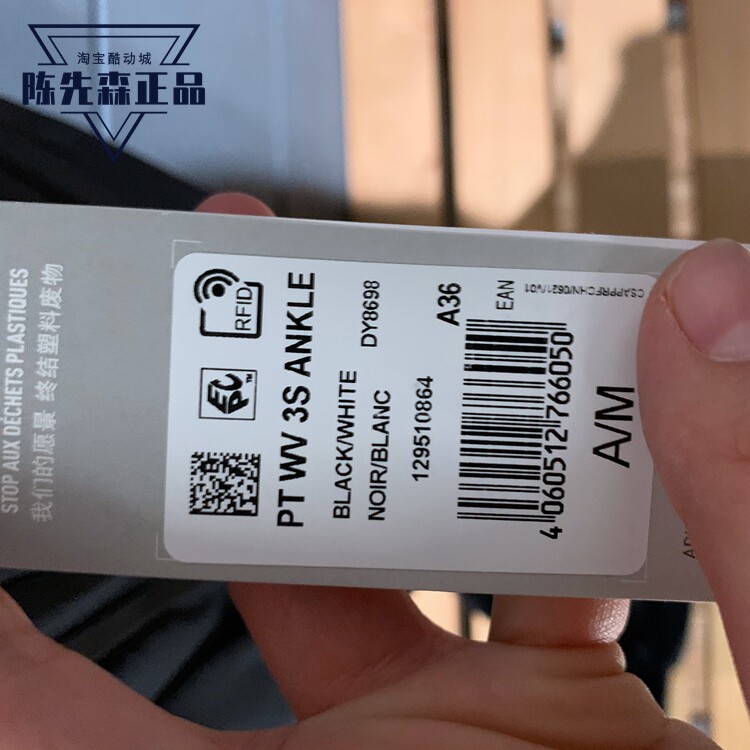 淘宝酷动城
陈先森正品
STOP AUX DÉCHETS PLASTIQUES
我们的愿景 终结塑料废物
RFID
EPC™
PT WV 3S ANKLE
BLACK/WHITE DY8698
NOIR/BLANC
129510864
A36
EAN
4 060512 766050
A/M